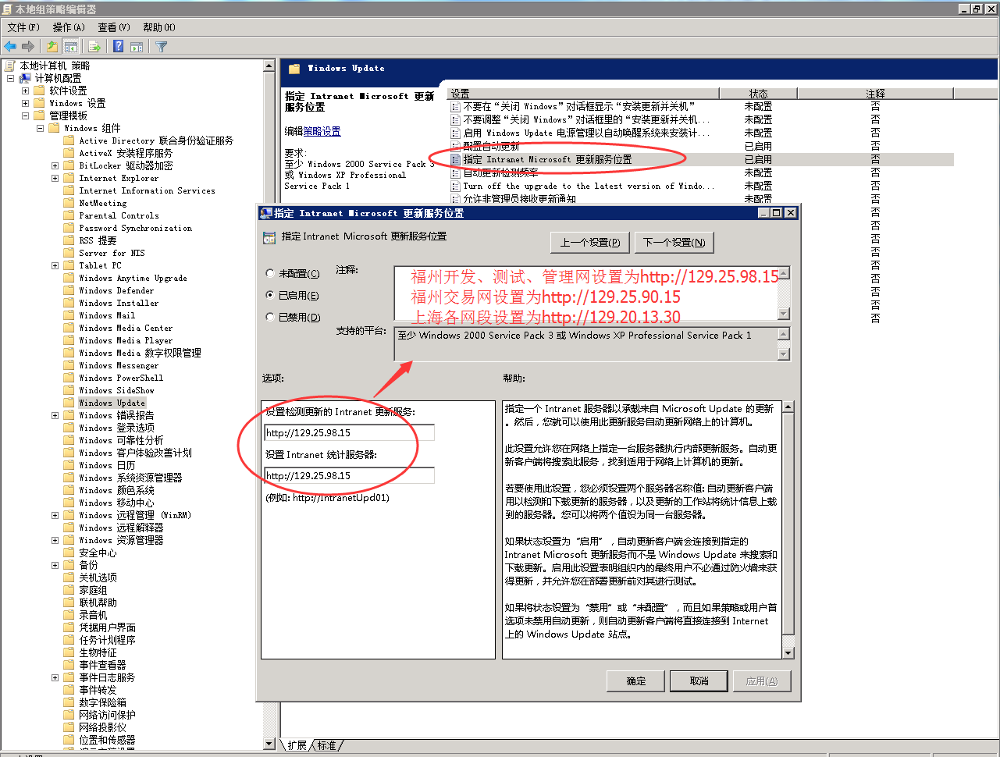 本地组策略编辑器
文件(F) 操作(A) 查看(V) 帮助(H)
本地计算机 策略
计算机配置
软件设置
Windows 设置
管理模板
Windows 组件
Active Directory 联合身份验证服务
ActiveX 安装程序服务
BitLocker 驱动器加密
Internet Explorer
Internet Information Services
NetMeeting
Parental Controls
Password Synchronization
RSS 提要
Server for NIS
Tablet PC
Windows Anytime Upgrade
Windows Defender
Windows Installer
Windows Mail
Windows Media Center
Windows Media Player
Windows Media 数字权限管理
Windows Messenger
Windows PowerShell
Windows SideShow
Windows Update
Windows 错误报告
Windows 登录选项
Windows 可靠性分析
Windows 客户体验改善计划
Windows 日历
Windows 系统资源管理器
Windows 颜色系统
Windows 移动中心
Windows 远程管理 (WinRM)
Windows 远程解释器
Windows 资源管理器
安全中心
备份
关机选项
家庭组
联机帮助
录音机
凭据用户界面
任务计划程序
生物特征
事件查看器
事件日志服务
事件转发
数字保险箱
网络访问保护
网络投影仪
位置和传感器
Windows Update
指定 Intranet Microsoft 更新
服务位置
编辑策略设置
要求:
至少 Windows 2000 Service Pack 3
或 Windows XP Professional
Service Pack 1
设置 状态 注释
不要在“关闭 Windows”对话框显示“安装更新并关机” 未配置 否
不要调整“关闭 Windows”对话框里的“安装更新并关机... 未配置 否
启用 Windows Update 电源管理以自动唤醒系统来安装计... 未配置 否
配置自动更新 已启用 否
指定 Intranet Microsoft 更新服务位置 已启用 否
自动更新检测频率 未配置 否
Turn off the upgrade to the latest version of Windo... 未配置 否
允许非管理员接收更新通知 未配置 否
否
否
否
否
否
否
否
否
否
指定 Intranet Microsoft 更新服务位置
指定 Intranet Microsoft 更新服务位置
上一个设置(P) 下一个设置(N)
未配置(C)
已启用(E)
已禁用(D)
注释:
福州开发、测试、管理网设置为http://129.25.98.15
福州交易网设置为http://129.25.90.15
上海各网段设置为http://129.20.13.30
支持的平台:
至少 Windows 2000 Service Pack 3 或 Windows XP Professional Service Pack 1
选项:
帮助:
设置检测更新的 Intranet 更新服务:
http://129.25.98.15
设置 Intranet 统计服务器:
http://129.25.98.15
(例如: http://IntranetUpd01)
指定一个 Intranet 服务器以承载来自 Microsoft Update 的更新
。然后，您就可以使用此更新服务自动更新网络上的计算机。
此设置允许您在网络上指定一台服务器执行内部更新服务。自动更
新客户端将搜索此服务，找到适用于网络上计算机的更新。
若要使用此设置，您必须设置两个服务器名称值: 自动更新客户端
用以检测和下载更新的服务器，以及更新的工作站将统计信息上载
到的服务器。您可以将两个值设为同一台服务器。
如果状态设置为“启用”，自动更新客户端会连接到指定的
Intranet Microsoft 更新服务而不是 Windows Update 来搜索和
下载更新。启用此设置表明组织内的最终用户不必通过防火墙来获
得更新，并允许您在部署更新前对其进行测试。
如果将状态设置为“禁用”或“未配置”，而且如果策略或用户首
选项未禁用自动更新，则自动更新客户端将直接连接到 Internet
上的 Windows Update 站点。
确定 取消 应用(A)
扩展 标准